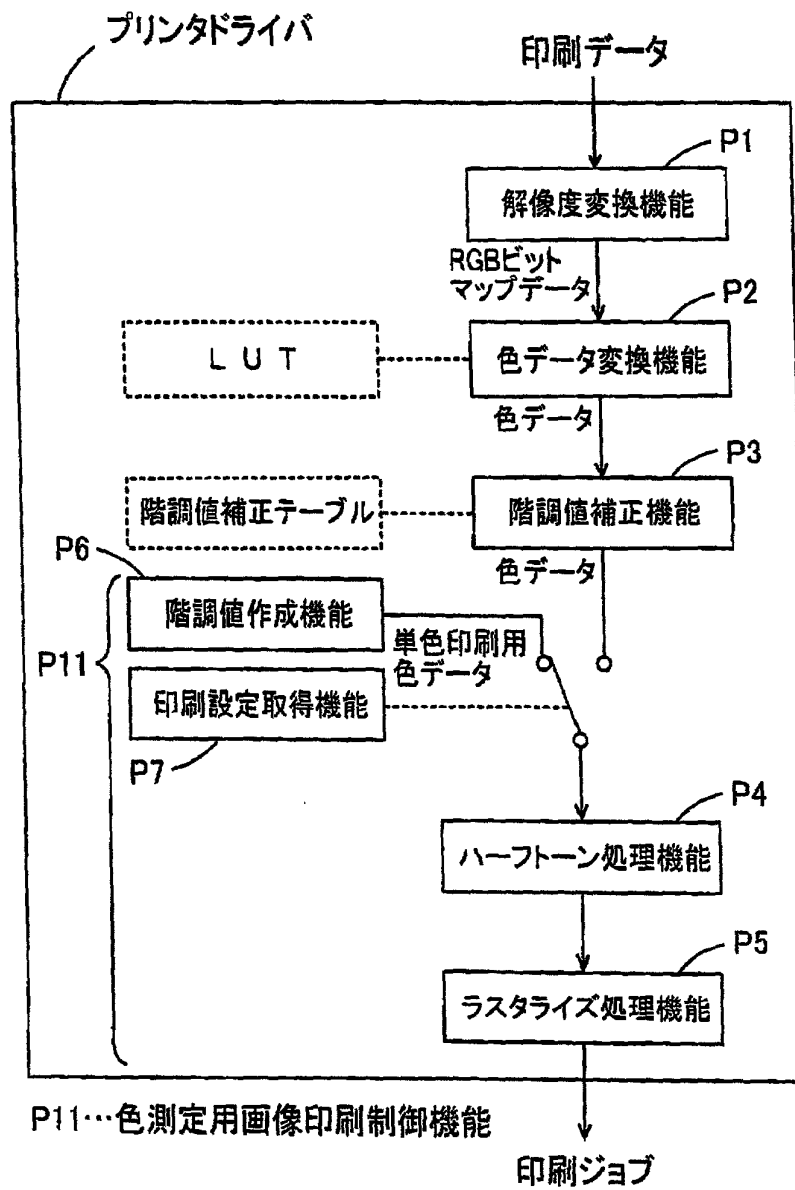 プリンタドライバ
印刷データ
P1
解像度変換機能
RGBビット
マップデータ
P2
LUT
色データ変換機能
色データ
P3
階調値補正テーブル
階調値補正機能
色データ
P6
階調値作成機能
単色印刷用
色データ
P11
印刷設定取得機能
P7
P4
ハーフトーン処理機能
P5
ラスタライズ処理機能
P11…色測定用画像印刷制御機能
印刷ジョブ